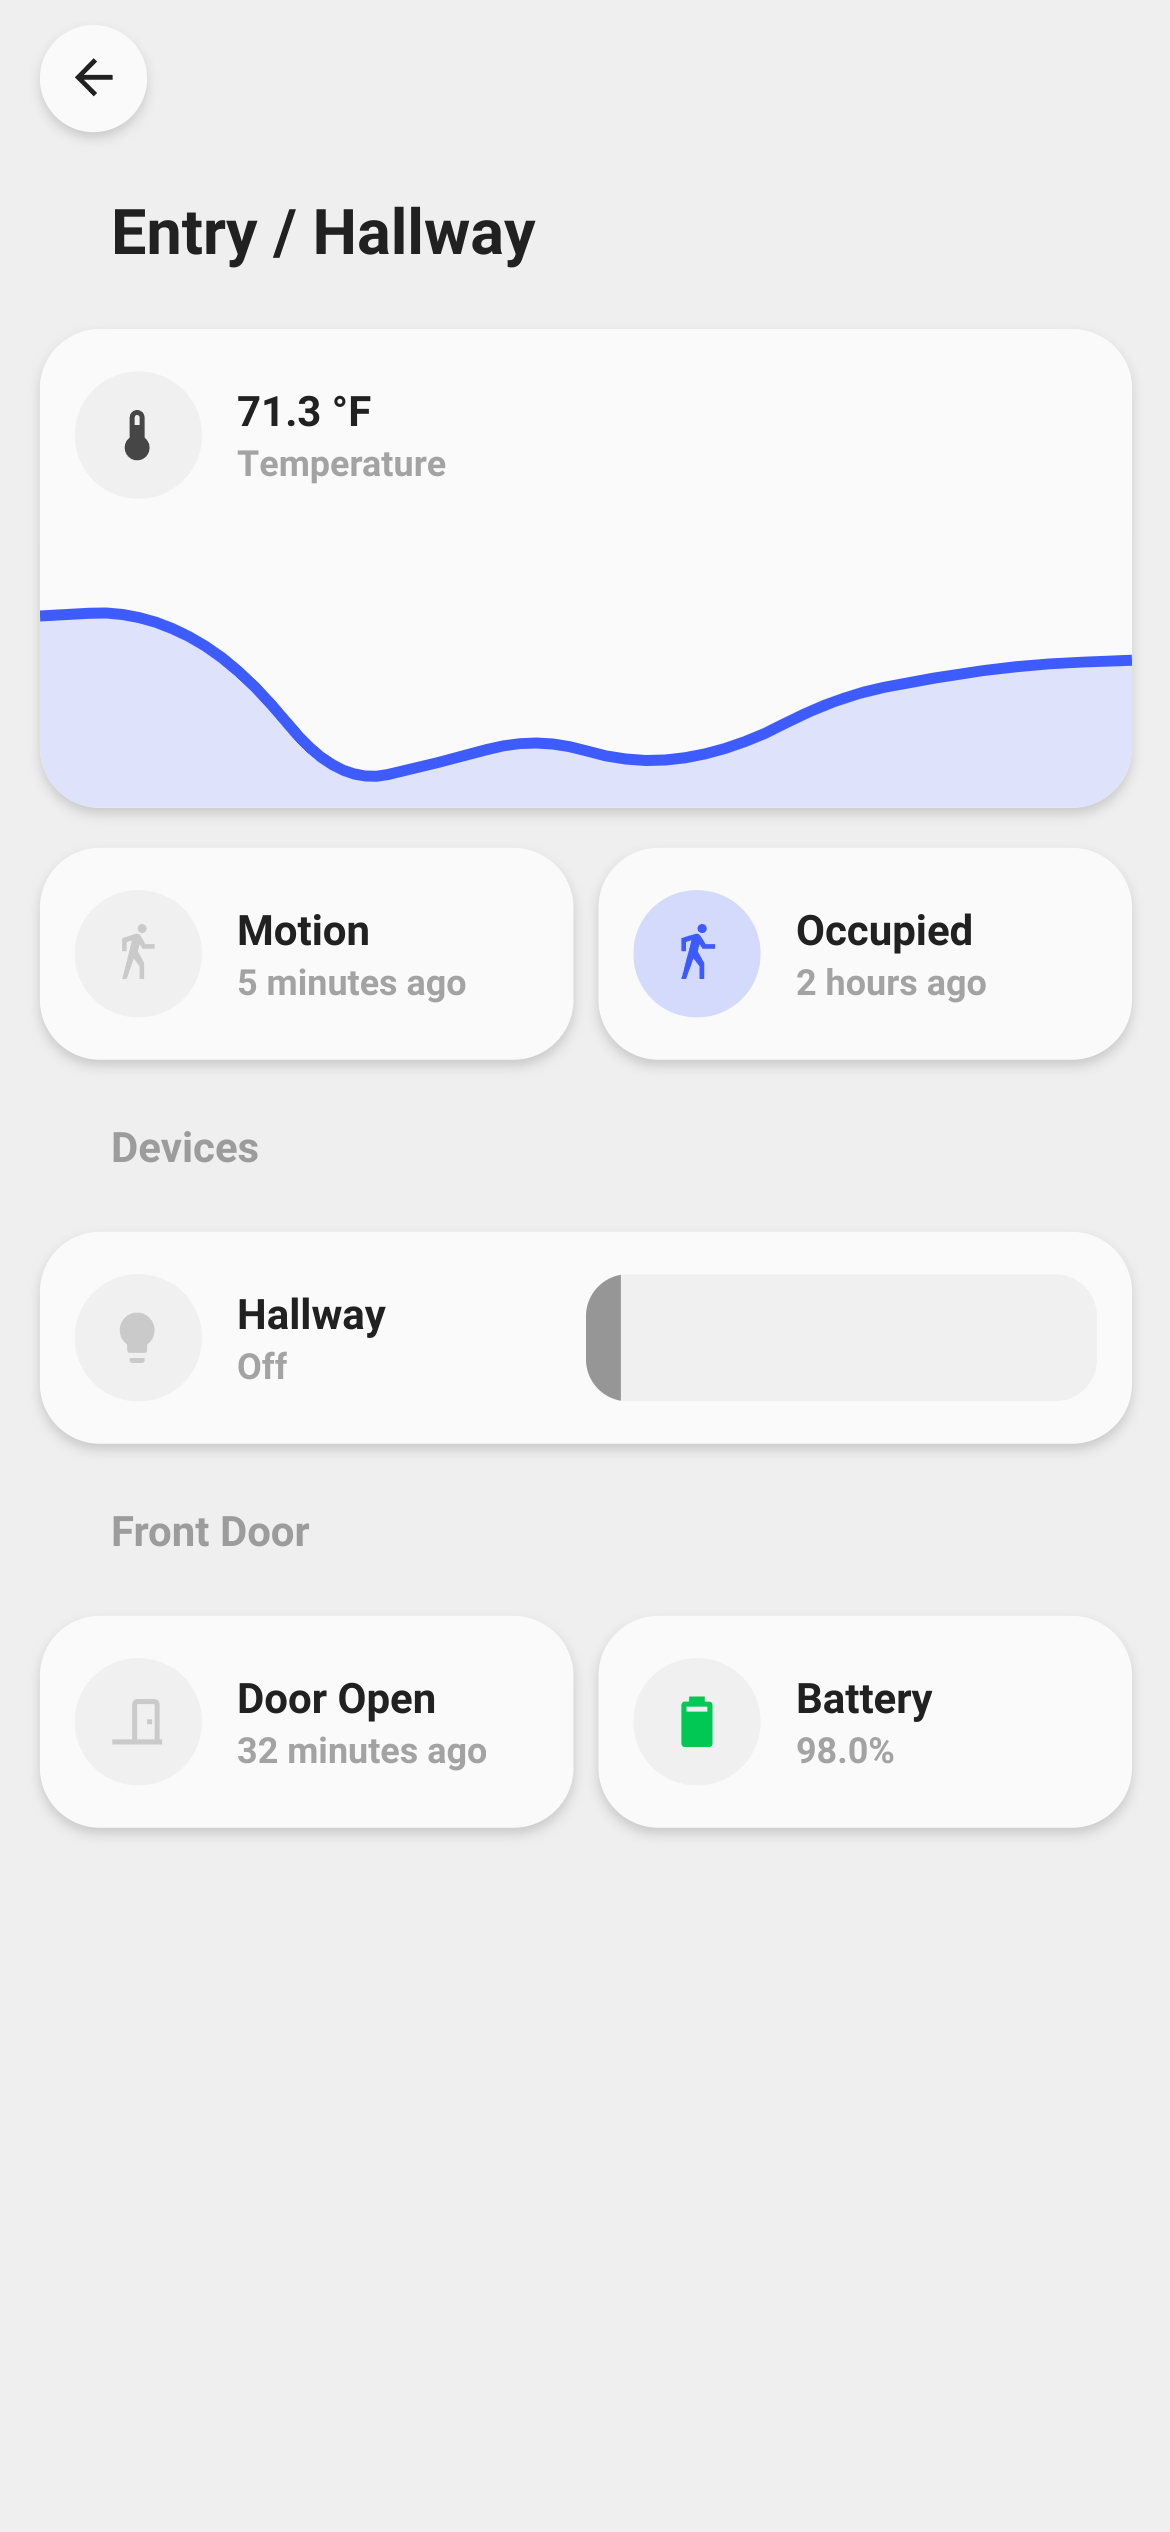 Entry / Hallway
71.3 °F
Temperature
Motion
5 minutes ago
Occupied
2 hours ago
Devices
Hallway
Off
Front Door
Door Open
32 minutes ago
Battery
98.0%